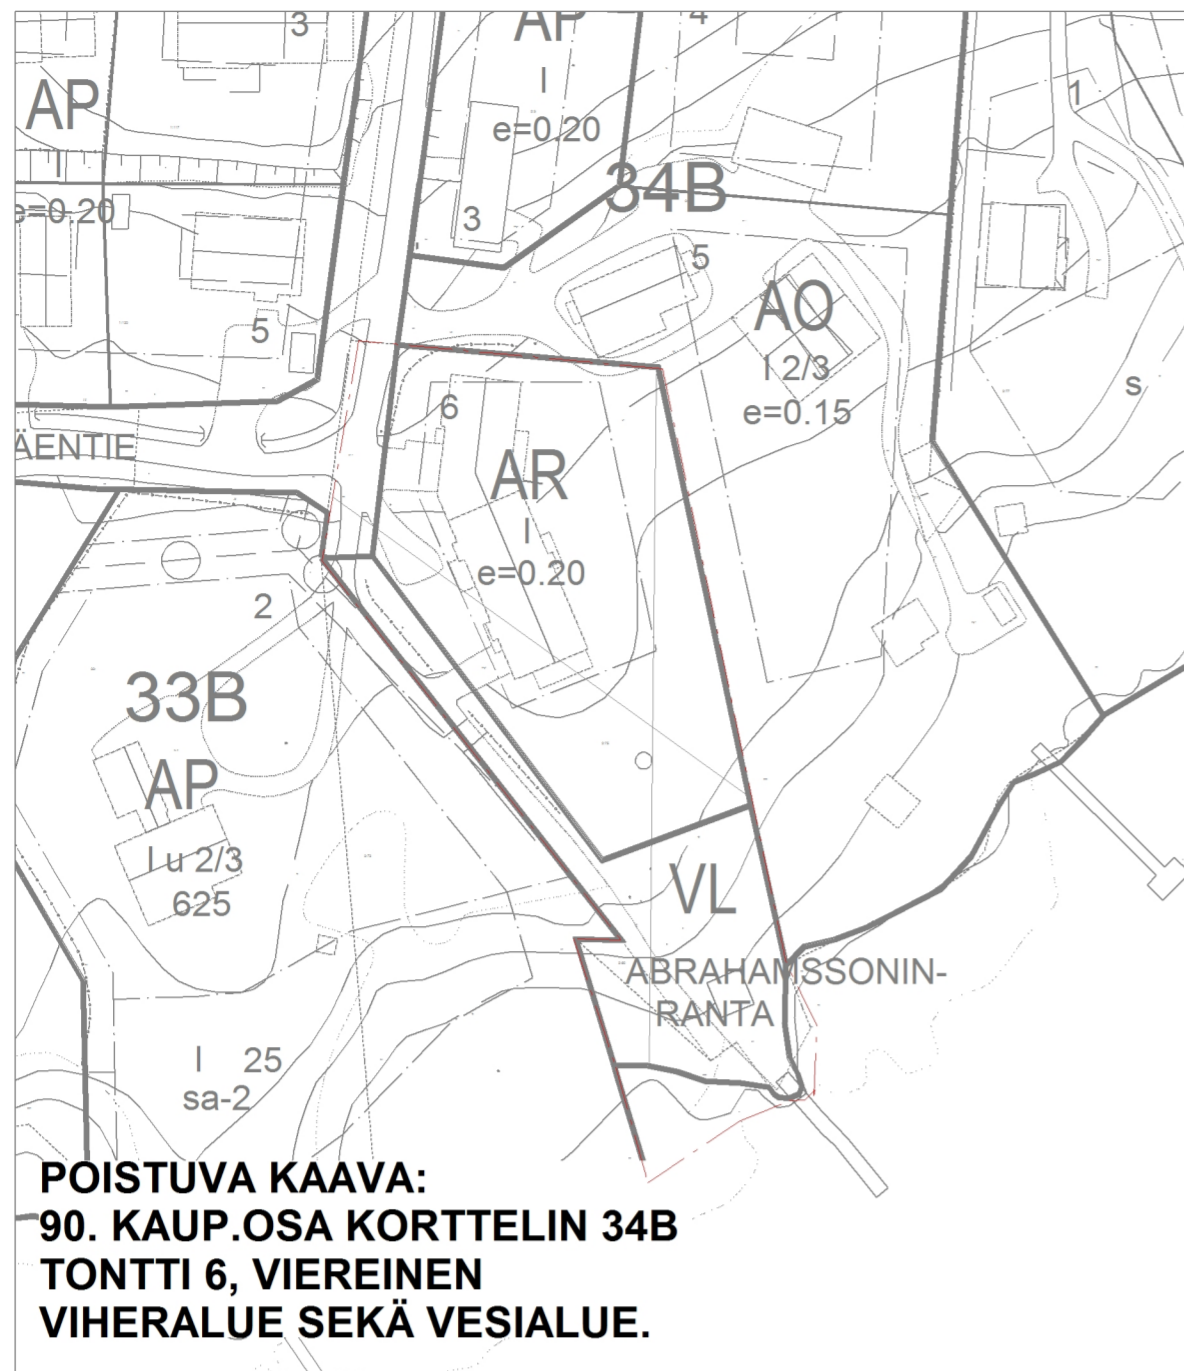 3
AP
4
AP
I
e=0.20
1
I
e=0.20
34B
3
5
AO
5
I 2/3
e=0.15
s
6
ÄENTIE
AR
I
e=0.20
2
33B
AP
I u 2/3
625
VL
ABRAHAMSSONIN-
RANTA
I 25
sa-2
POISTUVA KAAVA:
90. KAUP.OSA KORTTELIN 34B
TONTTI 6, VIEREINEN
VIHERALUE SEKÄ VESIALUE.